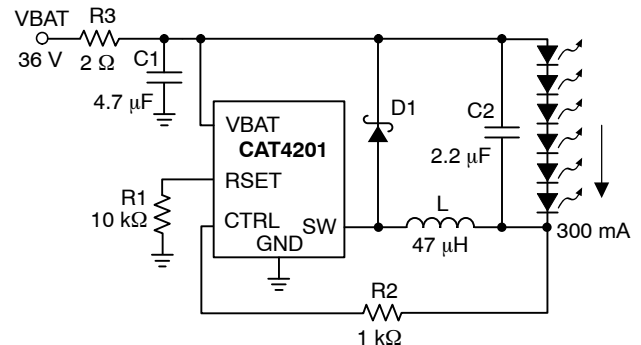 VBAT
36 V
R3
2 Ω
C1
4.7 μF
VBAT
CAT4201
RSET
CTRL
SW
GND
R1
10 kΩ
D1
C2
2.2 μF
L
47 μH
300 mA
R2
1 kΩ